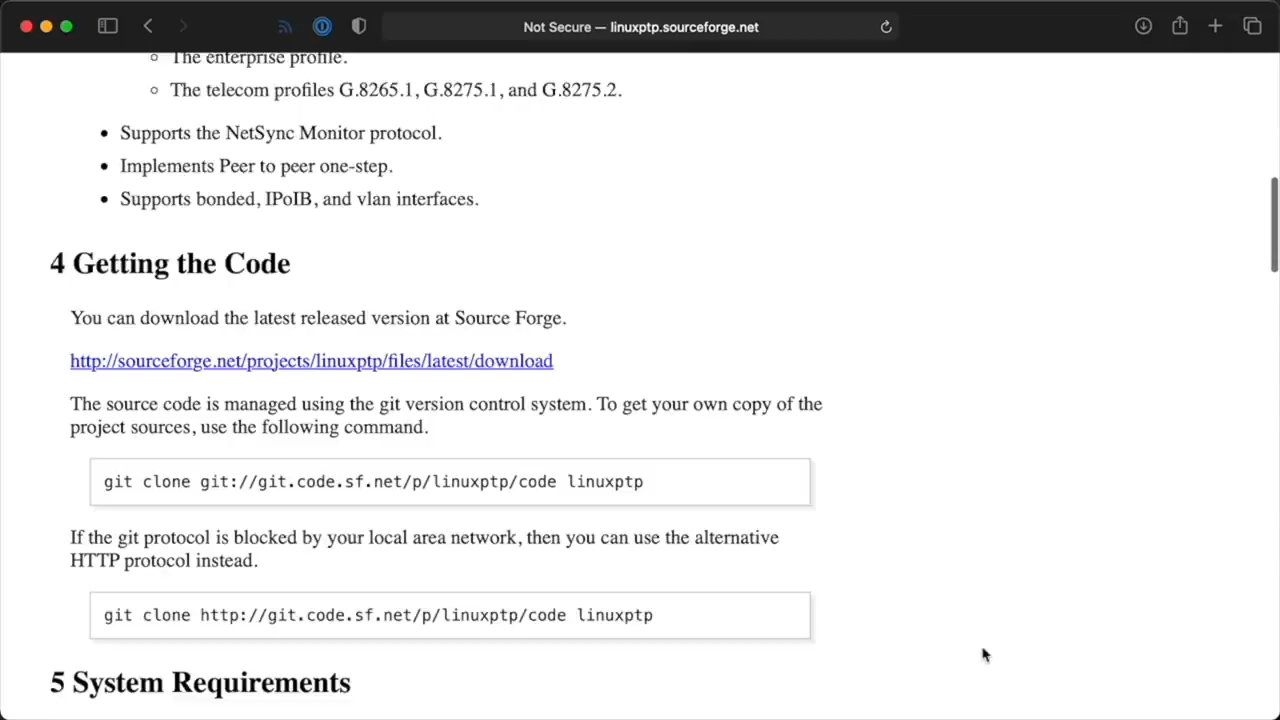 Not Secure — linuxptp.sourceforge.net
The enterprise profile.
The telecom profiles G.8265.1, G.8275.1, and G.8275.2.
Supports the NetSync Monitor protocol.
Implements Peer to peer one-step.
Supports bonded, IPoIB, and vlan interfaces.
4 Getting the Code
You can download the latest released version at Source Forge.
http://sourceforge.net/projects/linuxptp/files/latest/download
The source code is managed using the git version control system. To get your own copy of the
project sources, use the following command.
git clone git://git.code.sf.net/p/linuxptp/code linuxptp
If the git protocol is blocked by your local area network, then you can use the alternative
HTTP protocol instead.
git clone http://git.code.sf.net/p/linuxptp/code linuxptp
5 System Requirements